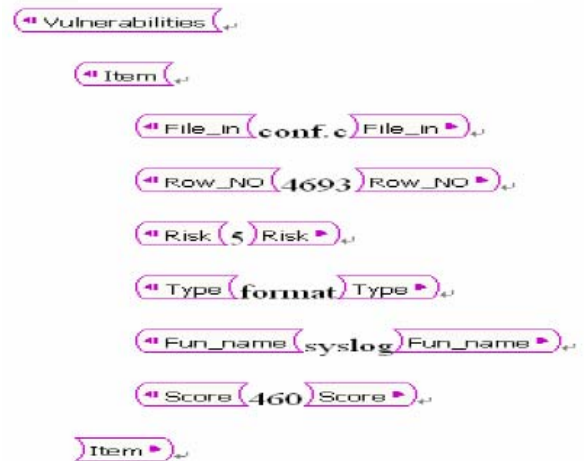 Vulnerabilities
Item
File_in conf.c File_in
Row_NO 4693 Row_NO
Risk 5 Risk
Type format Type
Fun_name syslog Fun_name
Score 460 Score
Item